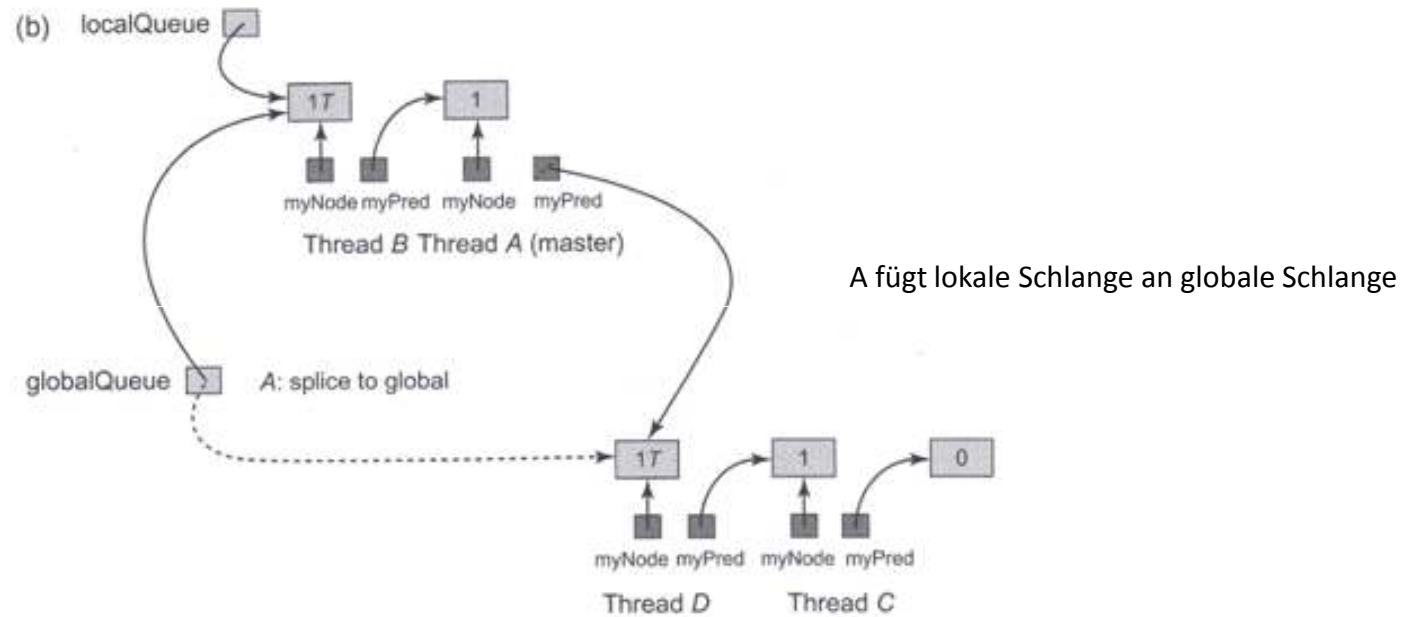 (b) localQueue
1T 1
myNode myPred myNode myPred
Thread B Thread A (master)
A fügt lokale Schlange an globale Schlange
globalQueue A: splice to global
1T 1 0
myNode myPred myNode myPred
Thread D Thread C